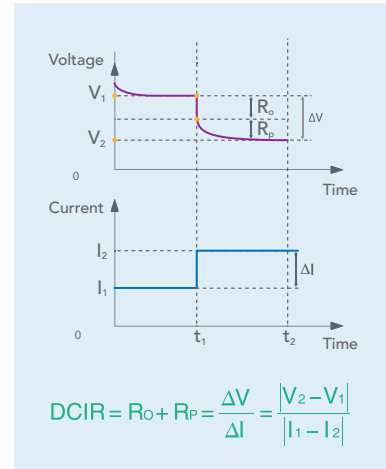 Voltage
V₁
Rₒ
ΔV
Rₚ
V₂
0
Time
Current
I₂
ΔI
I₁
0
t₁
t₂
Time
DCIR = Rₒ + Rₚ = ΔV/ΔI = |V₂ − V₁|/|I₁ − I₂|